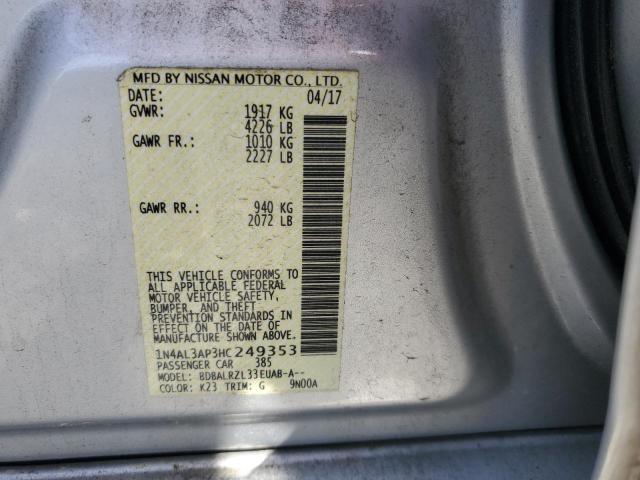 MFD BY NISSAN MOTOR CO., LTD.
DATE: 04/17
GVWR: 1917 KG
4226 LB
GAWR FR.: 1010 KG
2227 LB
GAWR RR.: 940 KG
2072 LB
THIS VEHICLE CONFORMS TO
ALL APPLICABLE FEDERAL
MOTOR VEHICLE SAFETY,
BUMPER, AND THEFT
PREVENTION STANDARDS IN
EFFECT ON THE DATE OF
MANUFACTURE SHOWN ABOVE.
1N4AL3AP3HC249353
PASSENGER CAR 385
MODEL: BDBALRZL33EUAB-A--
COLOR: K23 TRIM: G 9N00A